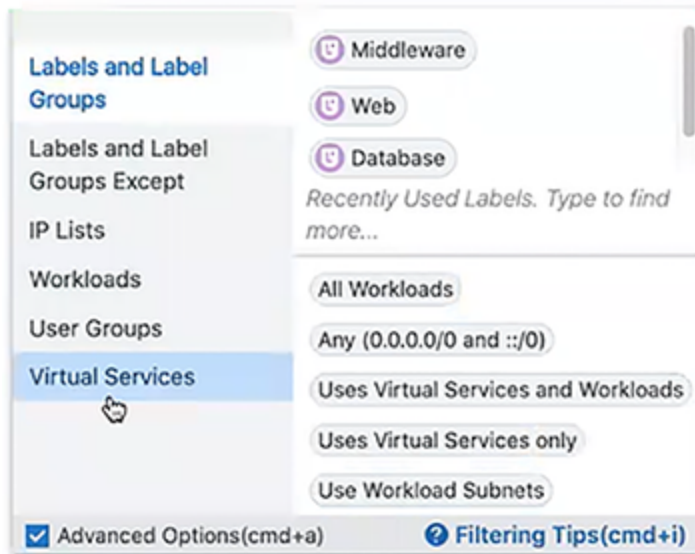 Labels and Label
Groups
Labels and Label
Groups Except
IP Lists
Workloads
User Groups
Virtual Services
Middleware
Web
Database
Recently Used Labels. Type to find
more...
All Workloads
Any (0.0.0.0/0 and ::/0)
Uses Virtual Services and Workloads
Uses Virtual Services only
Use Workload Subnets
Advanced Options(cmd+a)
Filtering Tips(cmd+i)